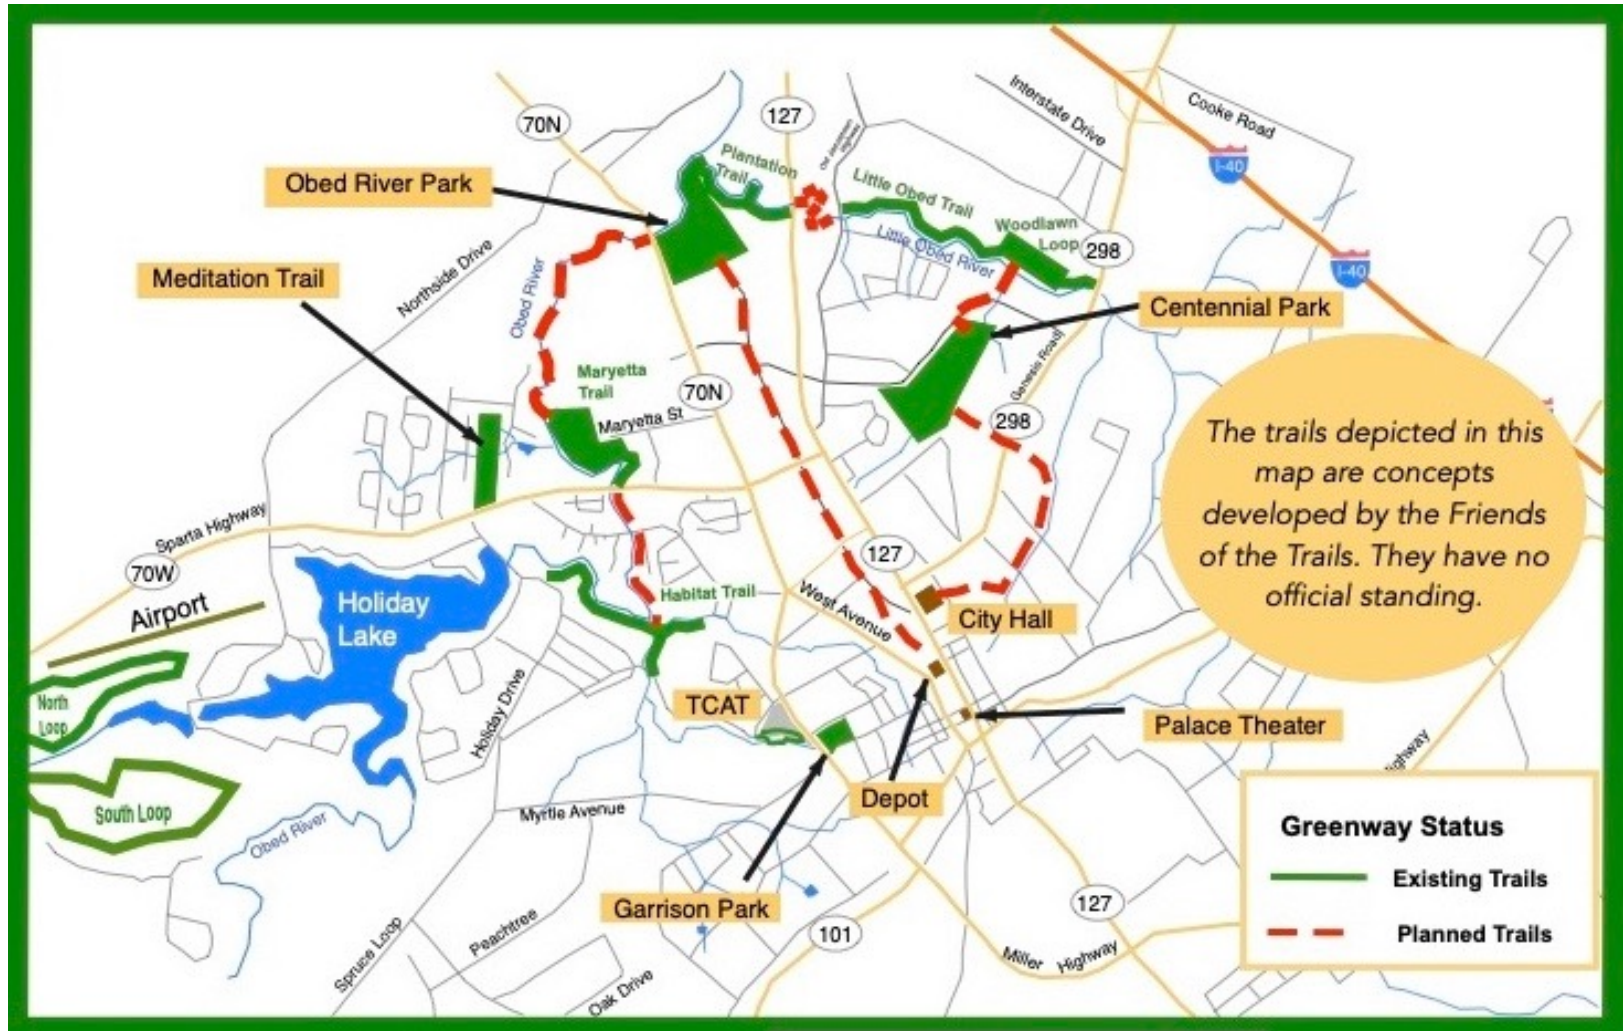 70N
127
Old Jamestown
Highway
Interstate Drive
Cooke Road
I-40
Plantation
Trail
Obed River Park
Little Obed Trail
Woodlawn
Loop
298
Little Obed River
I-40
Northside Drive
Meditation Trail
Obed River
Centennial Park
Genesis Road
Maryetta
Trail
70N
Maryetta St
298
The trails depicted in this
map are concepts
developed by the Friends
of the Trails. They have no
official standing.
Sparta Highway
70W
127
Airport
Holiday
Lake
Habitat Trail
West Avenue
City Hall
North
Loop
Holiday Drive
TCAT
Palace Theater
Depot
South Loop
Obed River
Myrtle Avenue
Garrison Park
Peachtree
Spruce Loop
Oak Drive
101
127
Miller Highway
Greenway Status
Existing Trails
Planned Trails